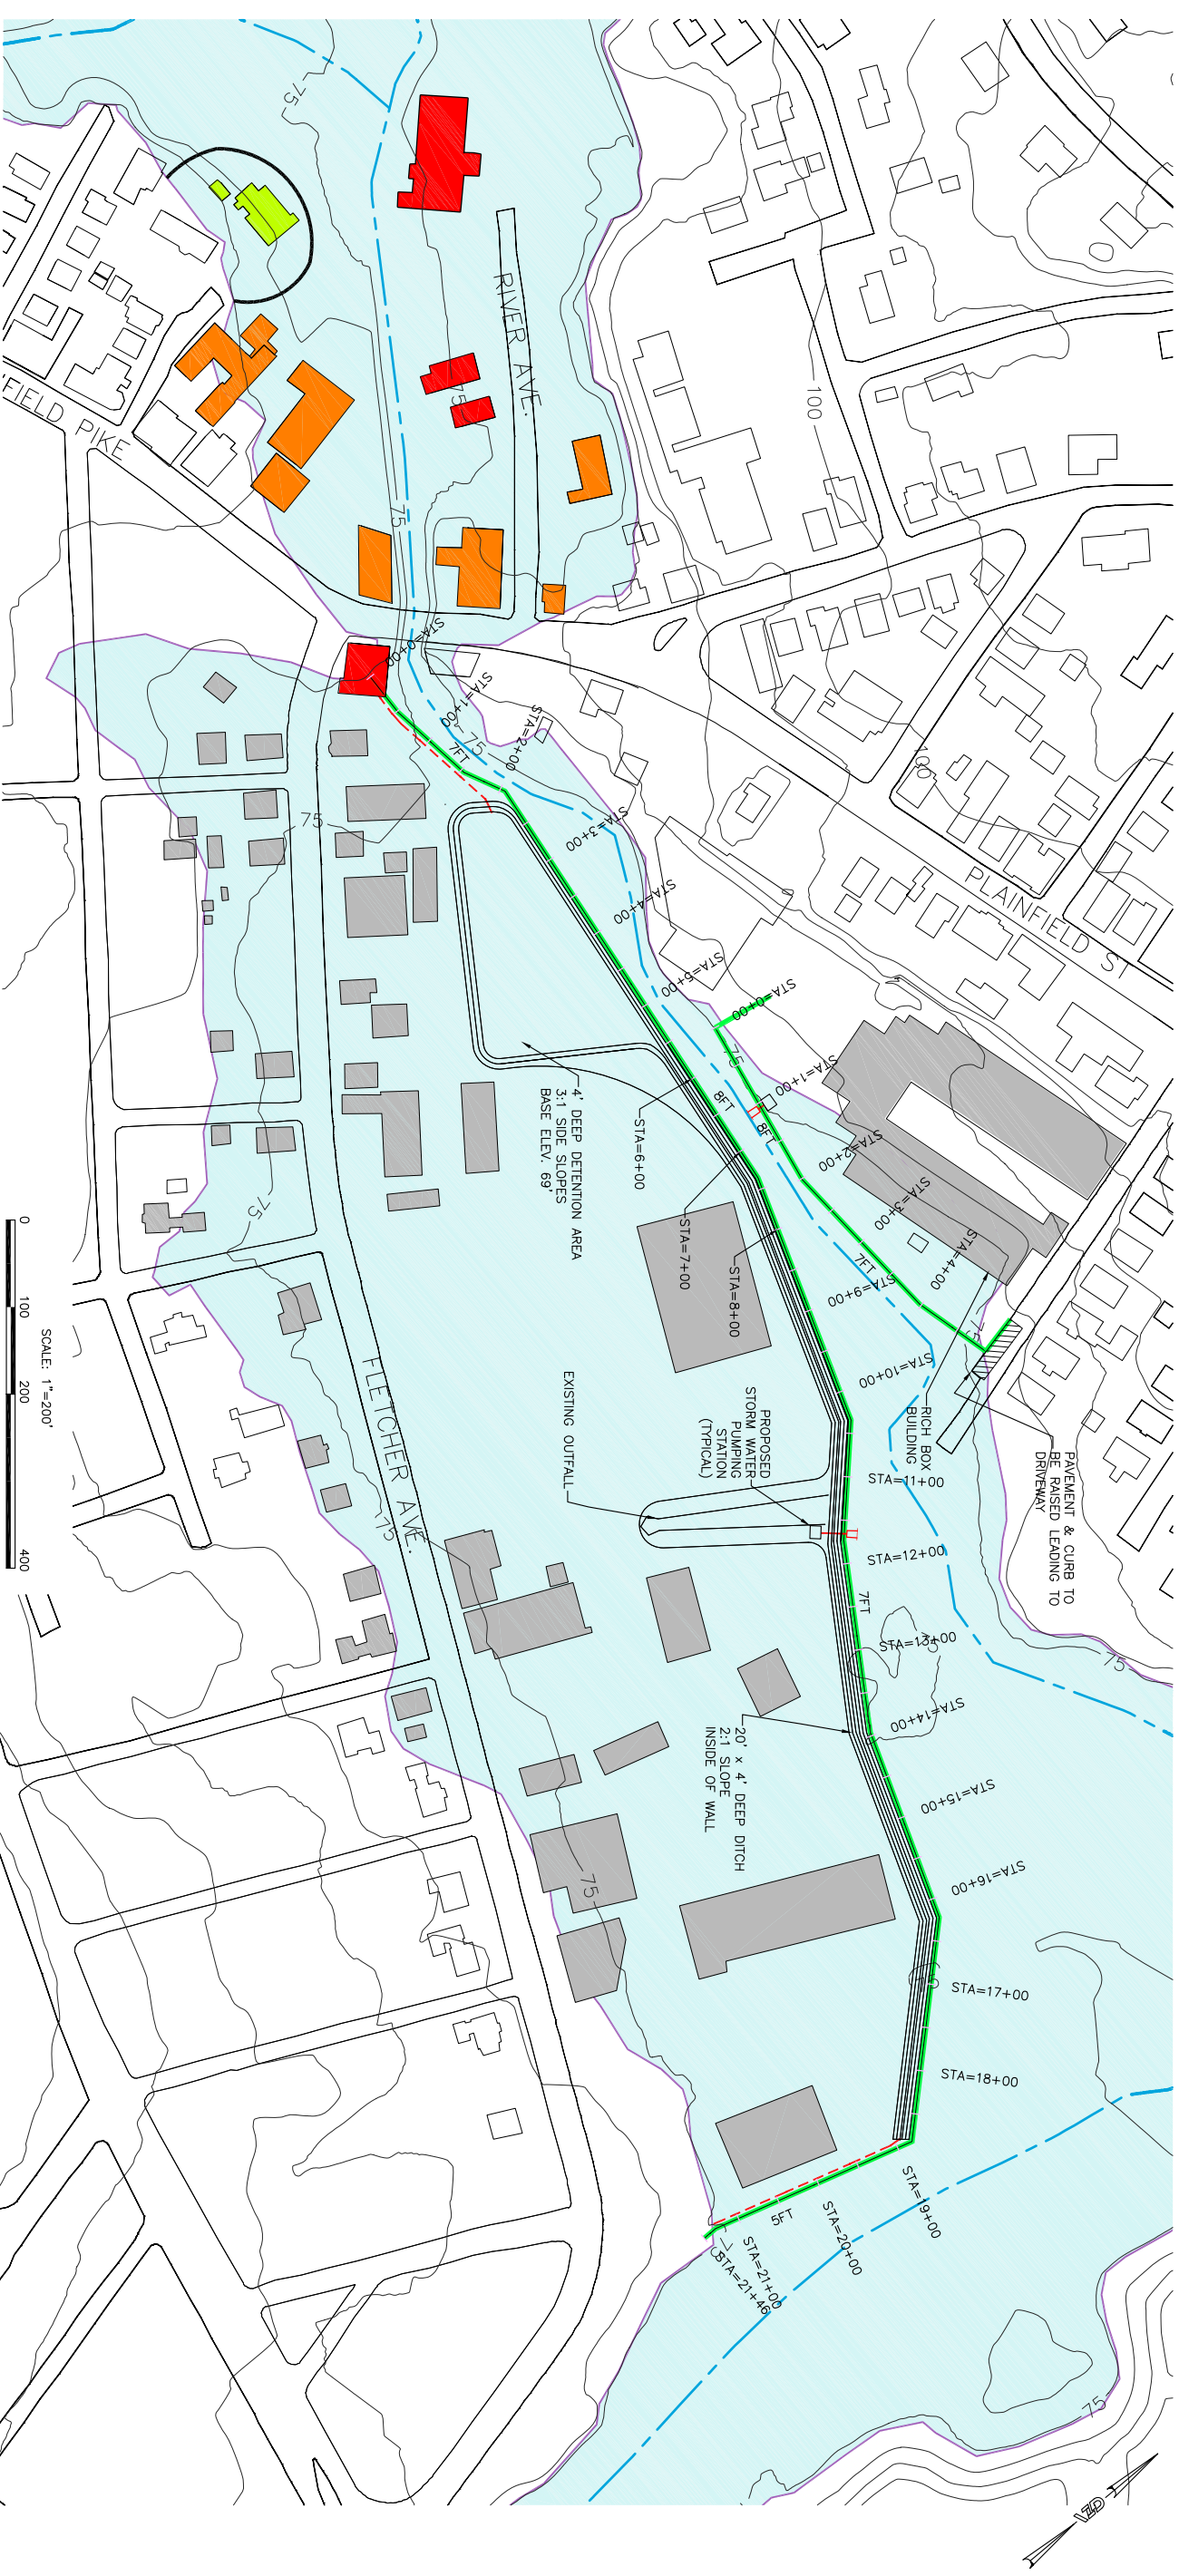 75
RIVER AVE.
100
75
'FIELD PIKE
75
75
STA=0+00
STA=1+00
STA=2+00
75
7FT
100
STA=3+00
75
STA=4+00
PLAINFIELD ST
STA=5+00
STA=0+00
75
STA=1+00
8FT
8FT
STA=2+00
4' DEEP DETENTION AREA
3:1 SIDE SLOPES
BASE ELEV. 69'
STA=6+00
STA=3+00
75
STA=7+00
STA=4+00
STA=8+00
7FT
STA=9+00
75
STA=10+00
RICH BOX
BUILDING
FLETCHER AVE.
EXISTING OUTFALL
PROPOSED
STORM WATER
PUMPING
STATION
(TYPICAL)
PAVEMENT & CURB TO
BE RAISED LEADING TO
DRIVEWAY
STA=11+00
75
STA=12+00
7FT
STA=13+00
75
75
STA=14+00
20' x 4' DEEP DITCH
2:1 SLOPE
INSIDE OF WALL
STA=15+00
STA=16+00
75
STA=17+00
STA=18+00
STA=19+00
STA=20+00
5FT
STA=21+00
STA=21+46
75
0
100
200
400
SCALE: 1"=200'